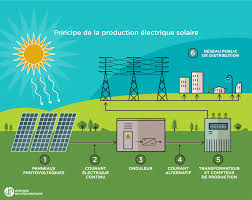 Principe de la production électrique solaire
6
RÉSEAU PUBLIC
DE DISTRIBUTION
1
PANNEAUX
PHOTOVOLTAÏQUES
2
COURANT
ÉLECTRIQUE
CONTINU
3
ONDULEUR
4
COURANT
ALTERNATIF
5
TRANSFORMATEUR
ET COMPTEUR
DE PRODUCTION